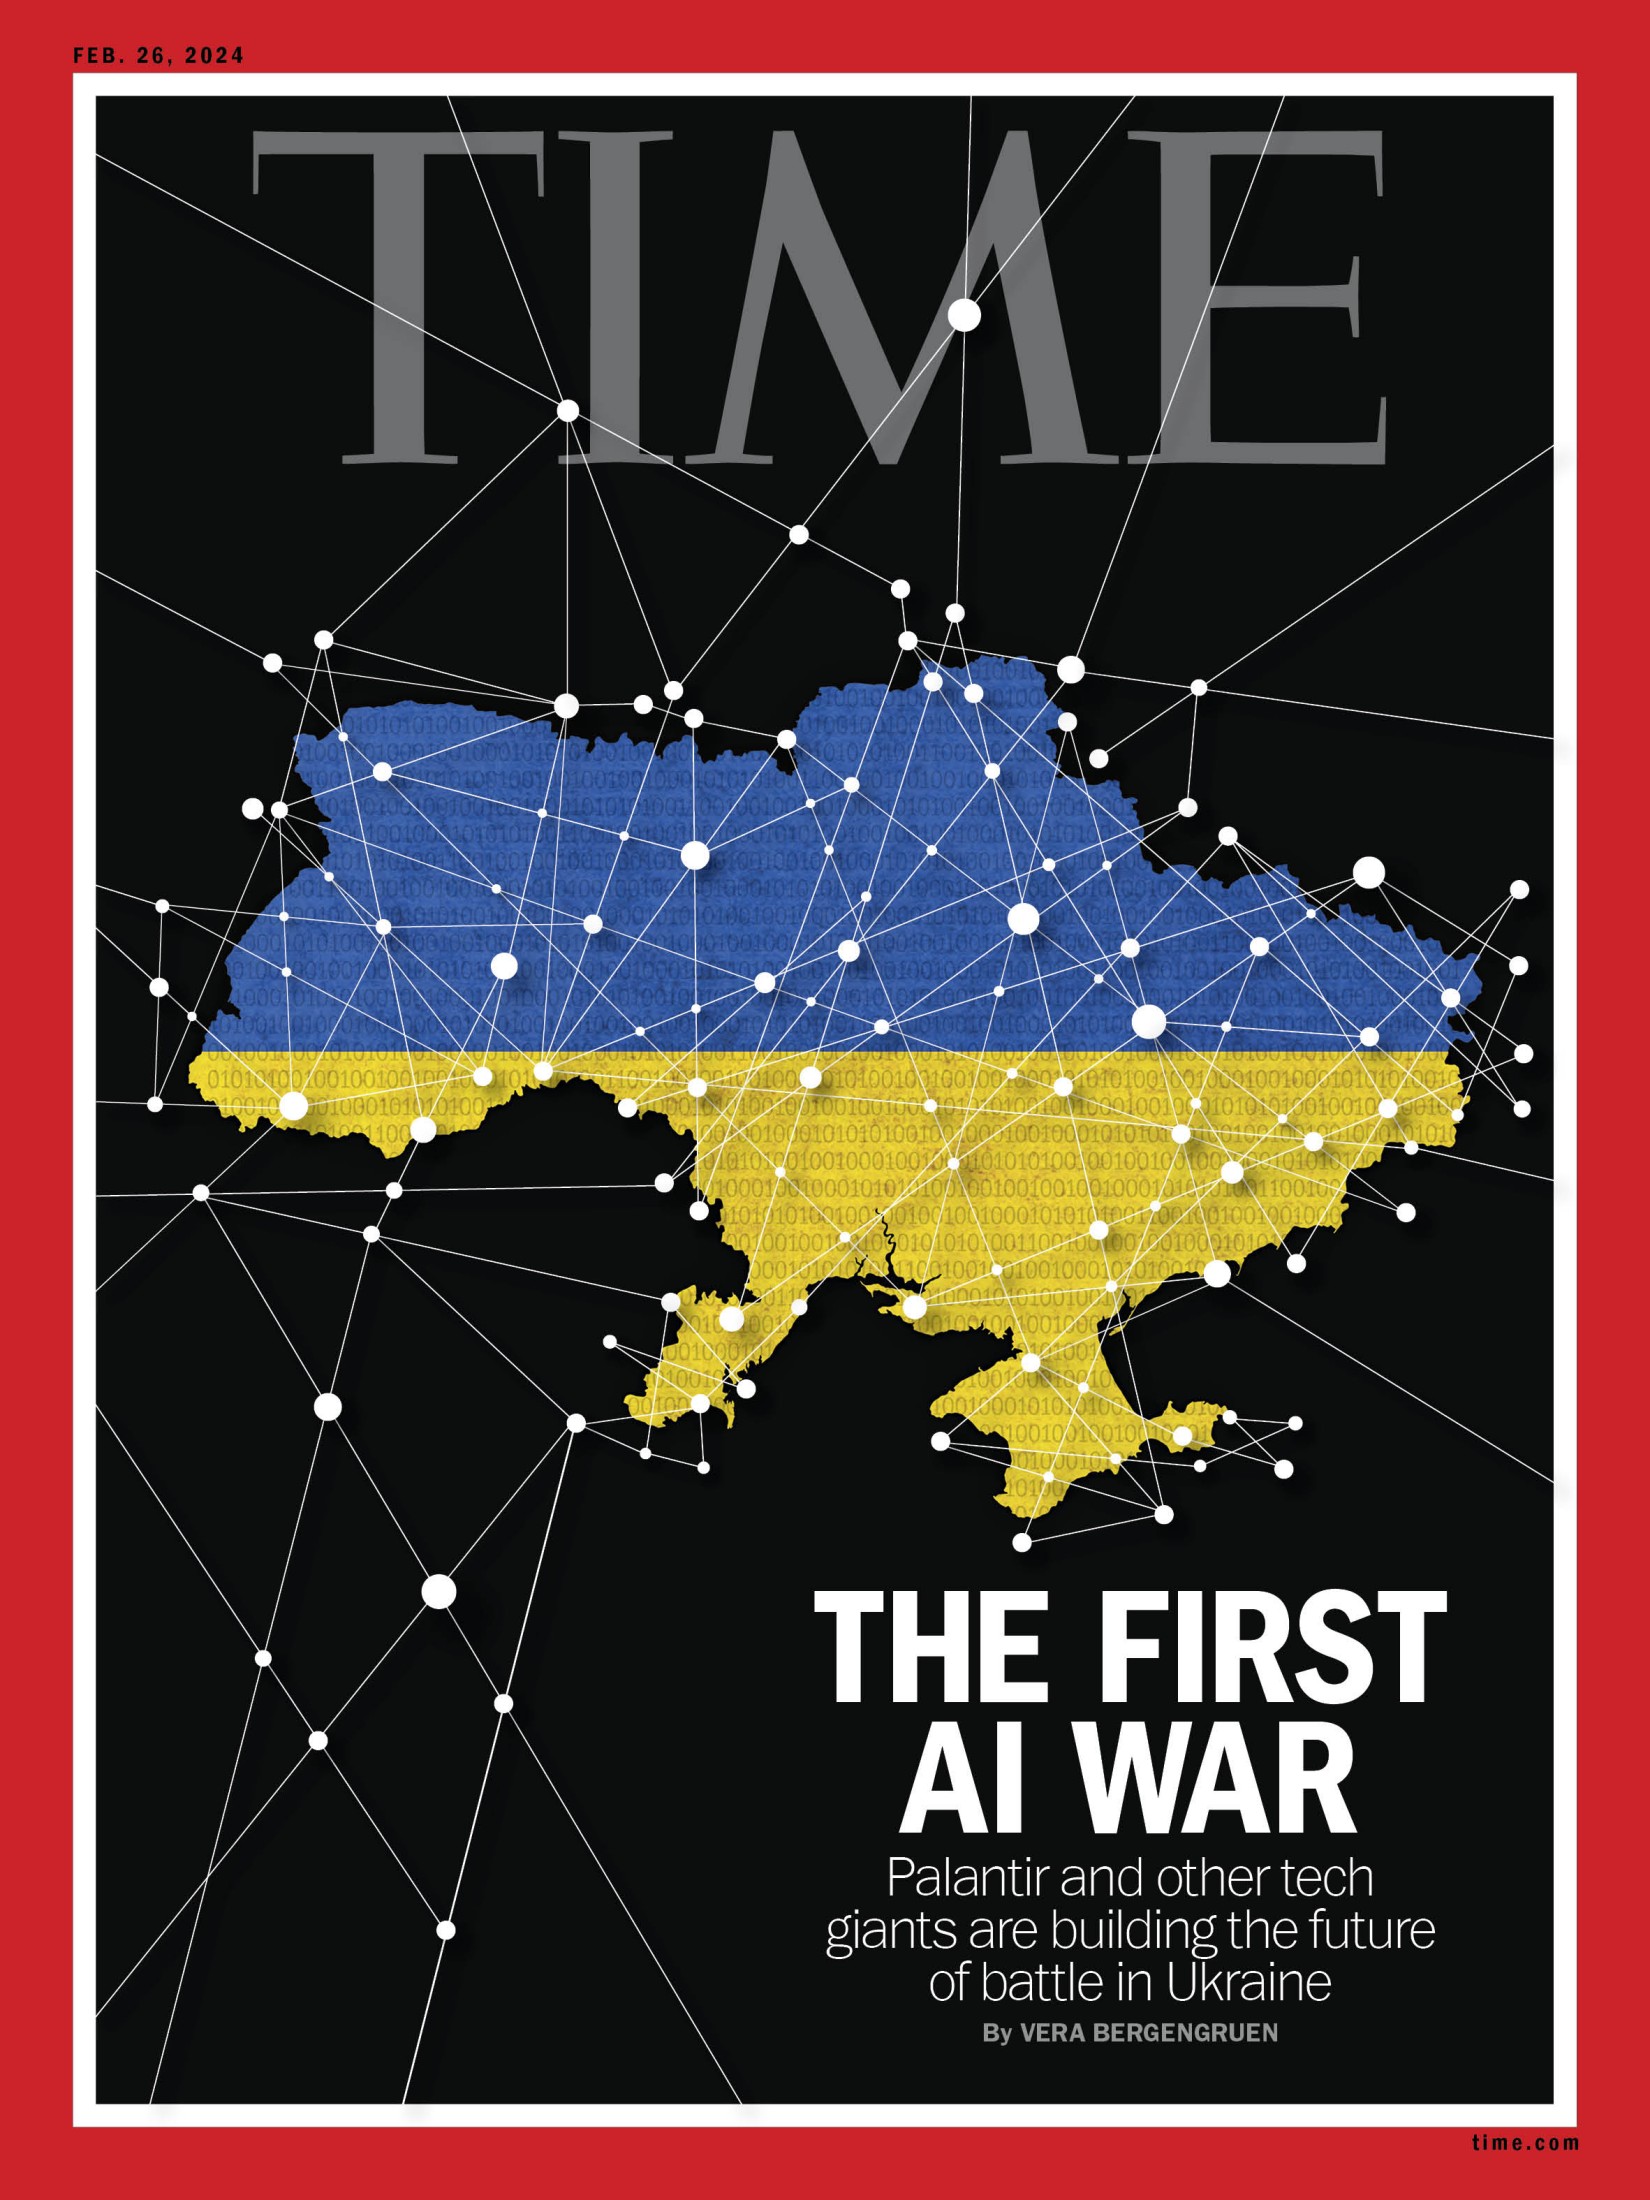 FEB. 26, 2024
TIME
THE FIRST
AI WAR
Palantir and other tech
giants are building the future
of battle in Ukraine
By VERA BERGENGRUEN
time.com